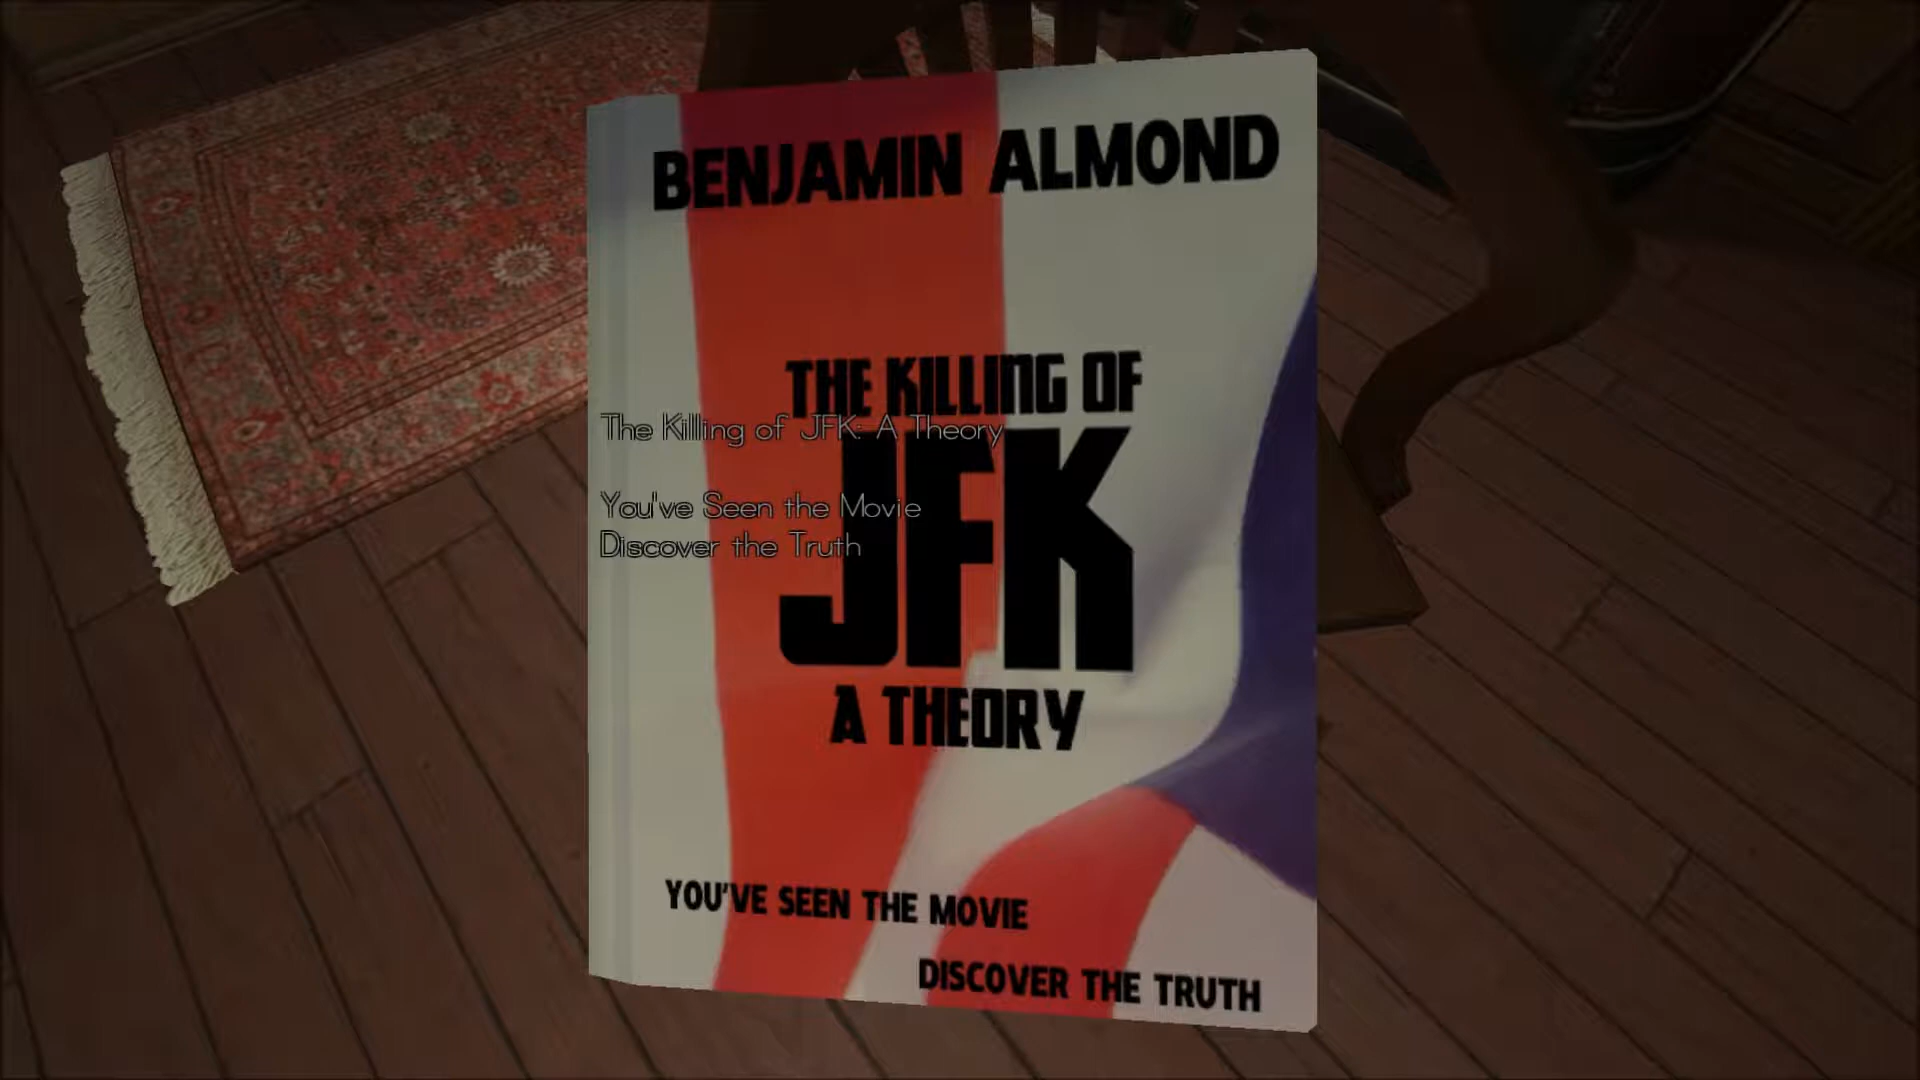 BENJAMIN ALMOND
THE KILLING OF
JFK
A THEORY
YOU'VE SEEN THE MOVIE
DISCOVER THE TRUTH
The Killing of JFK: A Theory
You've Seen the Movie
Discover the Truth